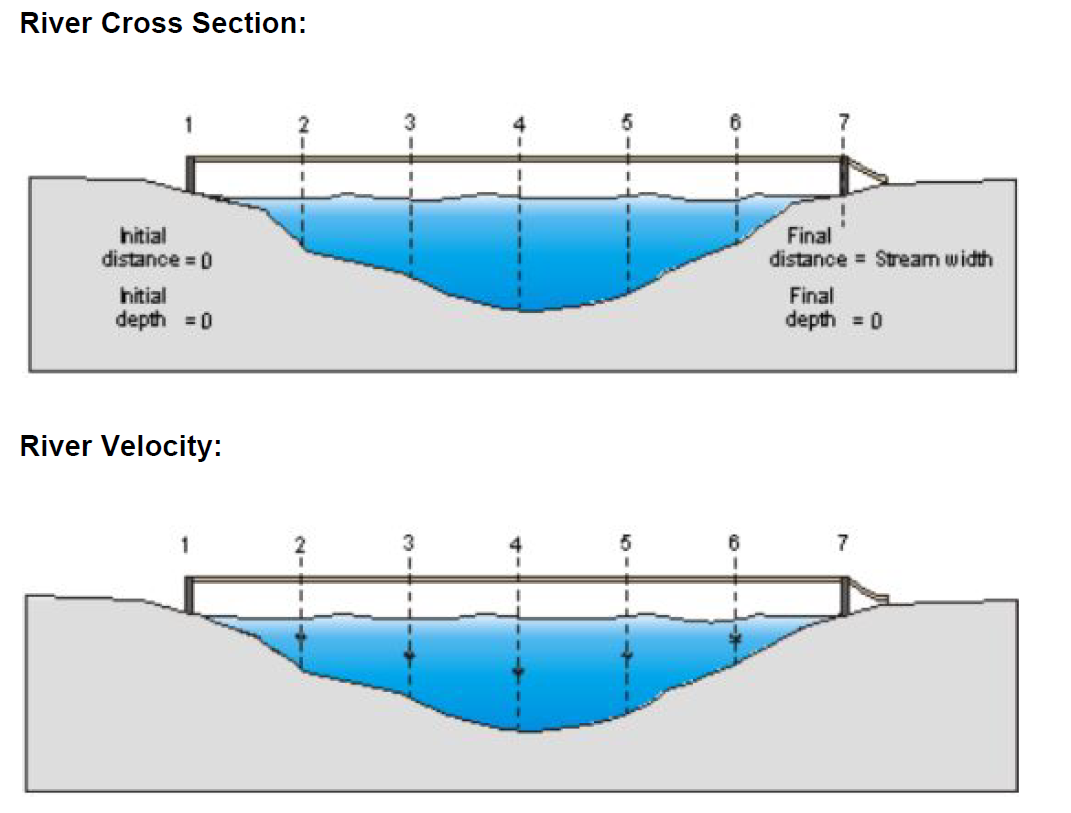 River Cross Section:
1 2 3 4 5 6 7
Initial
distance = 0
Initial
depth = 0
Final
distance = Stream width
Final
depth = 0
River Velocity:
1 2 3 4 5 6 7